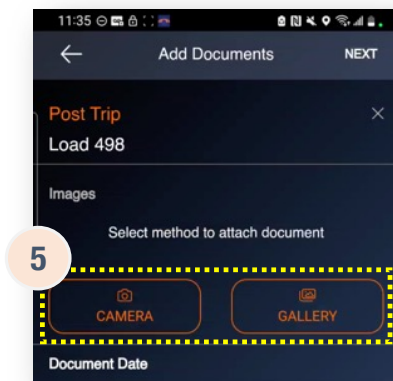 11:35
Add Documents NEXT
Post Trip
Load 498
Images
Select method to attach document
5
CAMERA GALLERY
Document Date